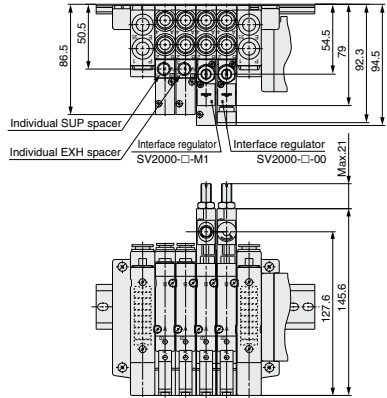 86.5
50.5
54.5
79
92.3
94.5
Individual SUP spacer
Individual EXH spacer
Interface regulator
SV2000-□-M1
Interface regulator
SV2000-□-00
Max.21
127.6
145.6